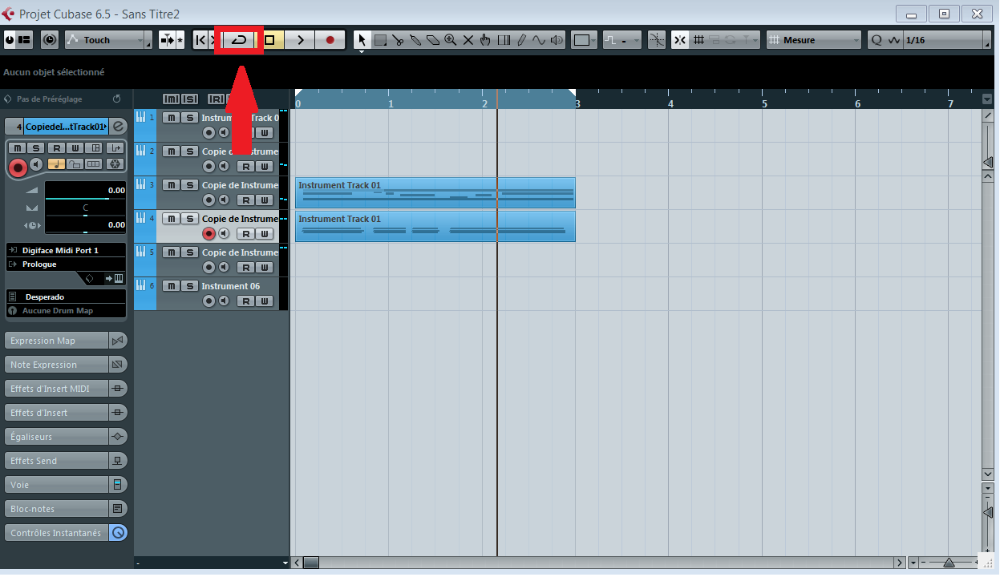 Projet Cubase 6.5 - Sans Titre2
Touch
Mesure
Q
1/16
Aucun objet sélectionné
Pas de Préréglage
4 CopiedeI...tTrack01
m S R W
0.00
C
0.00
Digiface Midi Port 1
Prologue
Desperado
Aucune Drum Map
Expression Map
Note Expression
Effets d'Insert MIDI
Effets d'Insert
Égaliseurs
Effets Send
Voie
Bloc-notes
Contrôles Instantanés
m S R
0 1 2 3 4 5 6 7
1 m S Instrum Track 0
W
2 m S Copie strume
R W
3 m S Copie de Instrume
R W
4 m S Copie de Instrume
R W
5 m S Copie de Instrume
R W
6 m S Instrument 06
R W
Instrument Track 01
Instrument Track 01